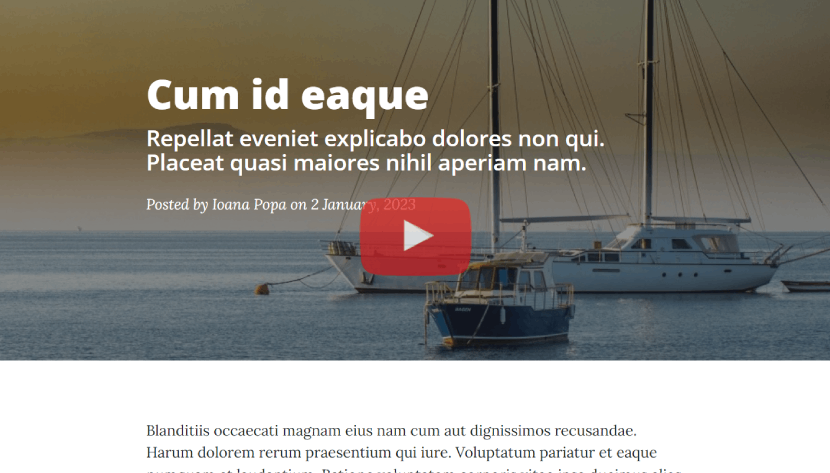 Cum id eaque
Repellat eveniet explicabo dolores non qui.
Placeat quasi maiores nihil aperiam nam.
Posted by Ioana Popa on 2 January, 2023
Blanditiis occaecati magnam eius nam cum aut dignissimos recusandae.
Harum dolorem rerum praesentium qui iure. Voluptatum pariatur et eaque